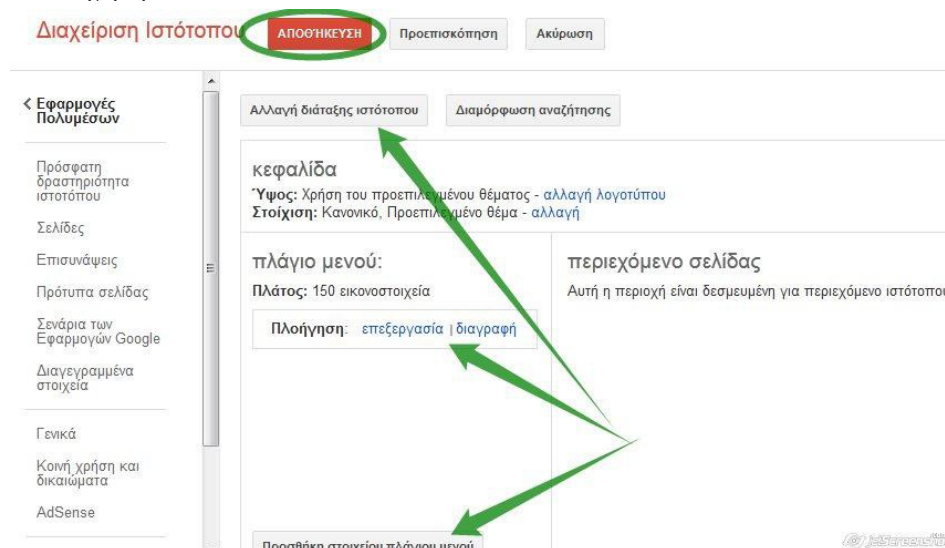 Διαχείριση Ιστότοπου ΑΠΟΘΉΚΕΥΣΗ Προεπισκόπηση Ακύρωση
Εφαρμογές
Πολυμέσων
Πρόσφατη
δραστηριότητα
ιστοτόπου
Σελίδες
Επισυνάψεις
Πρότυπα σελίδας
Σενάρια των
Εφαρμογών Google
Διαγεγραμμένα
στοιχεία
Γενικά
Κοινή χρήση και
δικαιώματα
AdSense
Αλλαγή διάταξης ιστότοπου Διαμόρφωση αναζήτησης
κεφαλίδα
Ύψος: Χρήση του προεπιλεγμένου θέματος - αλλαγή λογοτύπου
Στοίχιση: Κανονικό, Προεπιλεγμένο θέμα - αλλαγή
πλάγιο μενού:
Πλάτος: 150 εικονοστοιχεία
Πλοήγηση: επεξεργασία | διαγραφή
Προσθήκη στοιχείου πλάγιου μενού
περιεχόμενο σελίδας
Αυτή η περιοχή είναι δεσμευμένη για περιεχόμενο ιστότοπου